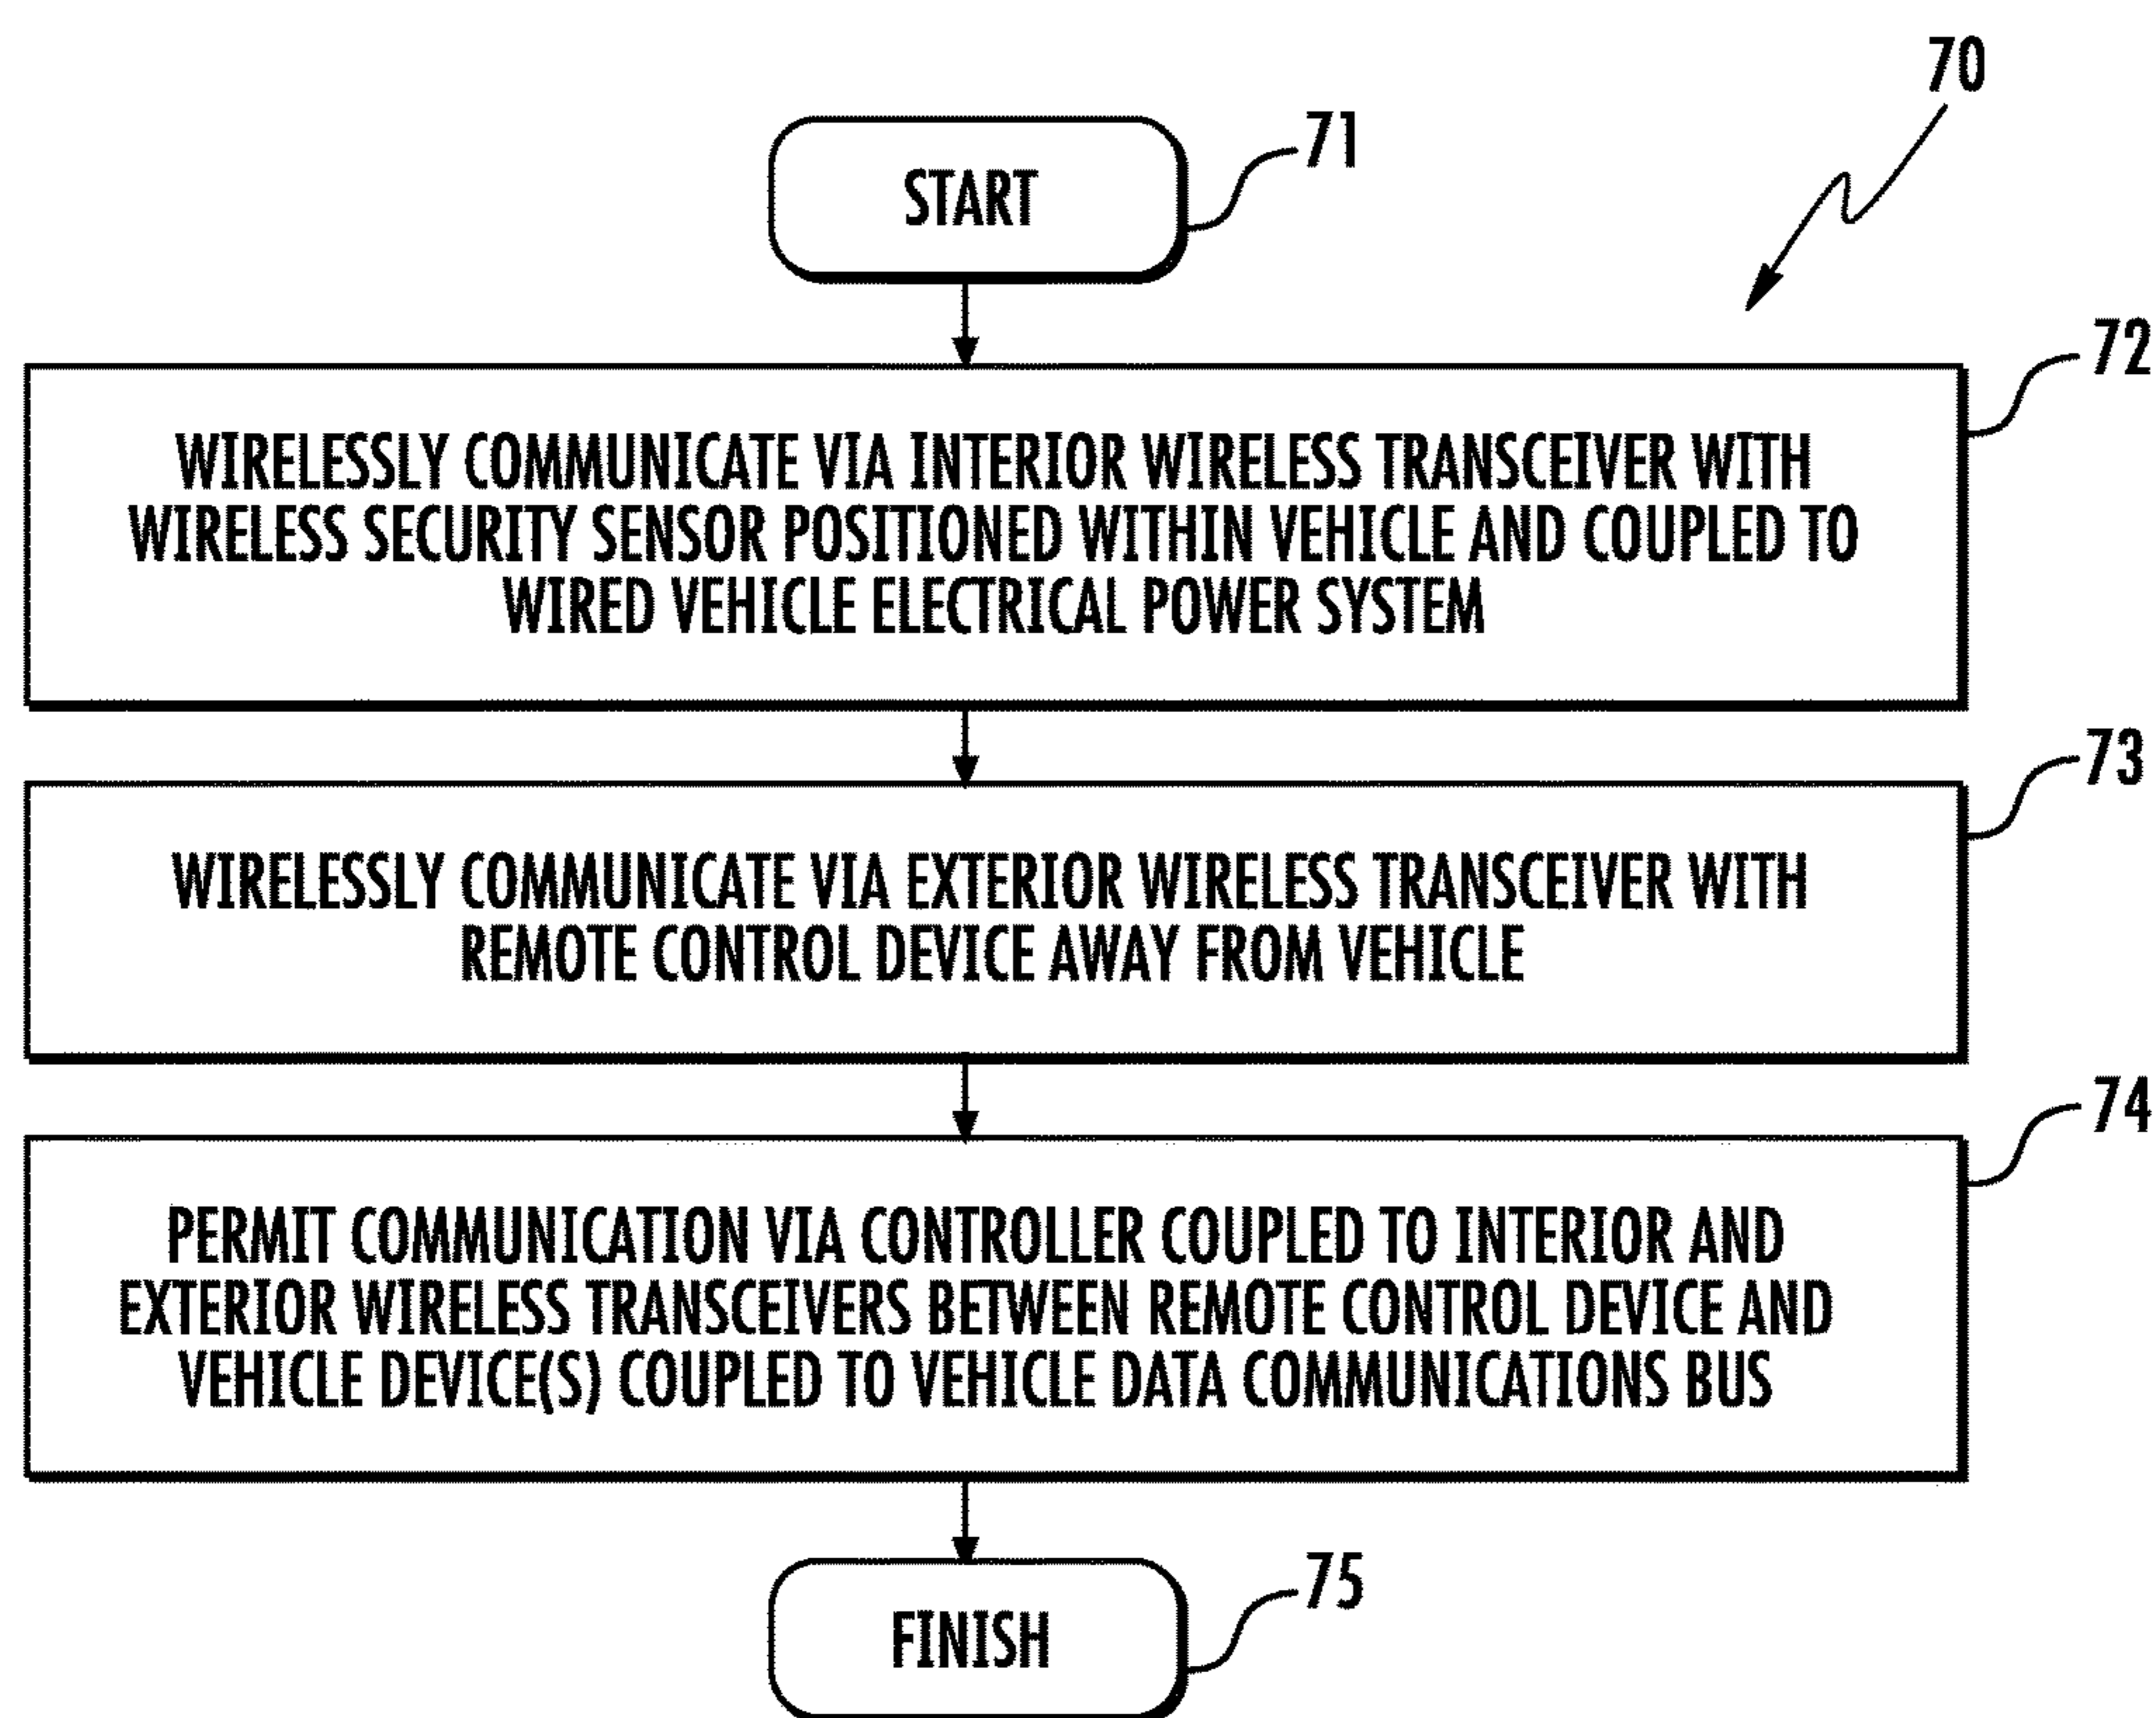 70
START
71
72
WIRELESSLY COMMUNICATE VIA INTERIOR WIRELESS TRANSCEIVER WITH
WIRELESS SECURITY SENSOR POSITIONED WITHIN VEHICLE AND COUPLED TO
WIRED VEHICLE ELECTRICAL POWER SYSTEM
73
WIRELESSLY COMMUNICATE VIA EXTERIOR WIRELESS TRANSCEIVER WITH
REMOTE CONTROL DEVICE AWAY FROM VEHICLE
74
PERMIT COMMUNICATION VIA CONTROLLER COUPLED TO INTERIOR AND
EXTERIOR WIRELESS TRANSCEIVERS BETWEEN REMOTE CONTROL DEVICE AND
VEHICLE DEVICE(S) COUPLED TO VEHICLE DATA COMMUNICATIONS BUS
75
FINISH